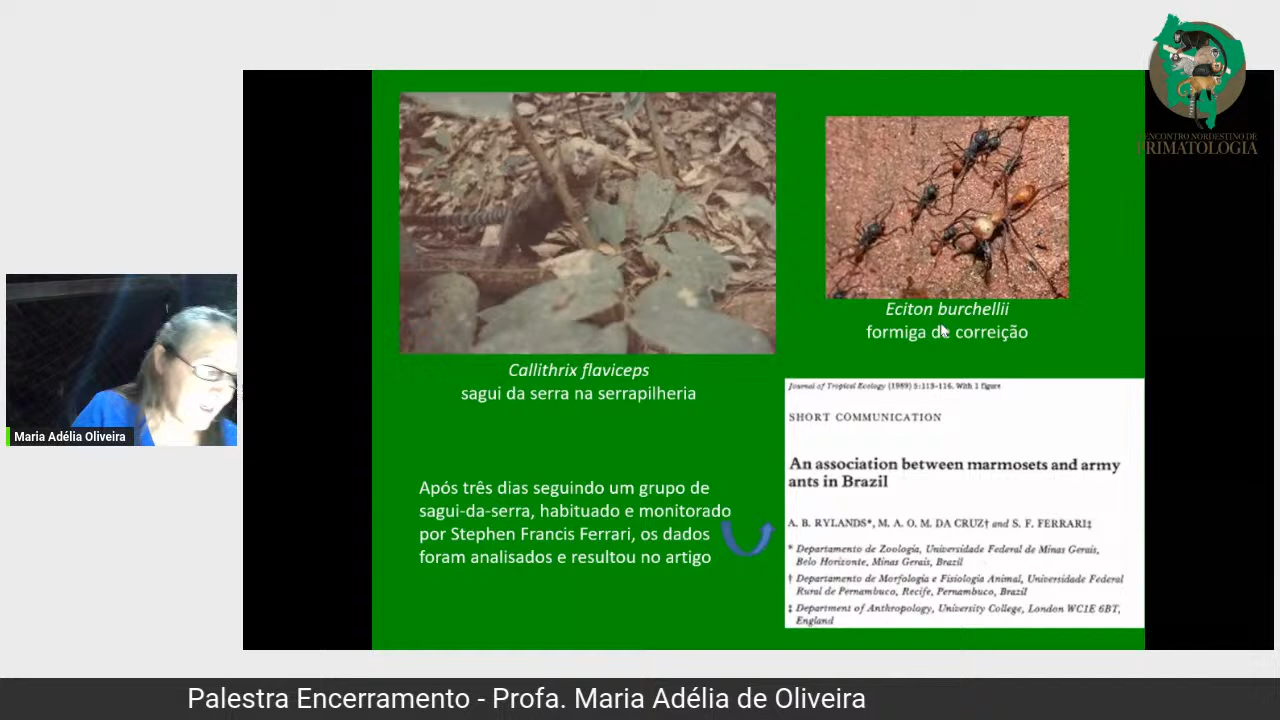 ENCONTRO NORDESTINO DE
PRIMATOLOGIA
Eciton burchellii
formiga de correição
Callithrix flaviceps
sagui da serra na serrapilheria
Journal of Tropical Ecology (1989) 5:113–116. With 1 figure
SHORT COMMUNICATION
An association between marmosets and army
ants in Brazil
A. B. RYLANDS*, M. A. O. M. DA CRUZ† and S. F. FERRARI‡
* Departamento de Zoologia, Universidade Federal de Minas Gerais,
Belo Horizonte, Minas Gerais, Brazil
† Departamento de Morfologia e Fisiologia Animal, Universidade Federal
Rural de Pernambuco, Recife, Pernambuco, Brazil
‡ Department of Anthropology, University College, London WC1E 6BT,
England
Após três dias seguindo um grupo de
sagui-da-serra, habituado e monitorado
por Stephen Francis Ferrari, os dados
foram analisados e resultou no artigo
Maria Adélia Oliveira
Palestra Encerramento - Profa. Maria Adélia de Oliveira